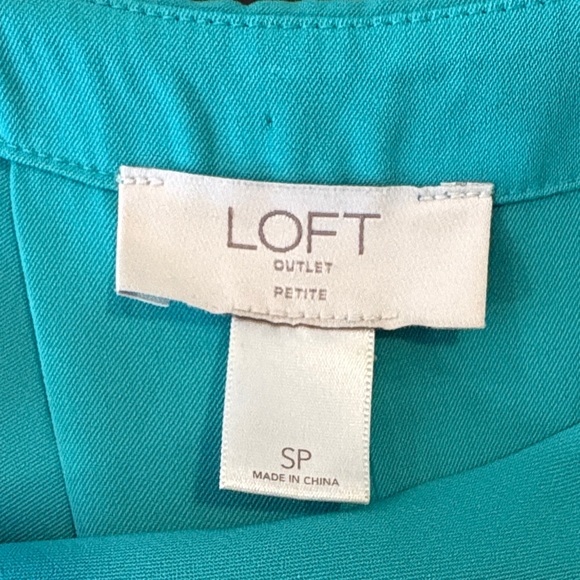 LOFT
OUTLET
PETITE
SP
MADE IN CHINA